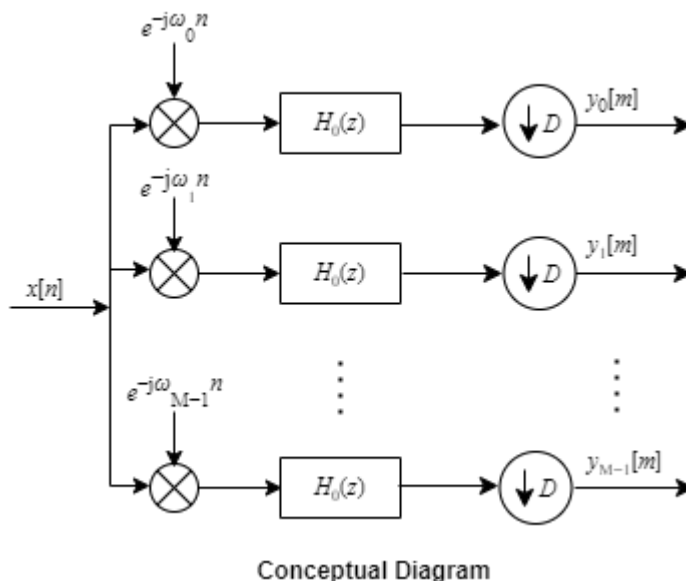 e^{-jω_0 n}
H_0(z)
↓ D
y_0[m]
e^{-jω_1 n}
H_0(z)
↓ D
y_1[m]
x[n]
e^{-jω_{M-1} n}
H_0(z)
↓ D
y_{M-1}[m]
Conceptual Diagram